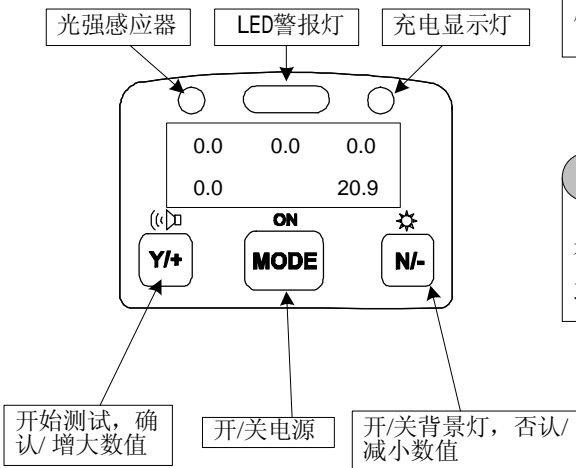 光强感应器 LED警报灯 充电显示灯
0.0 0.0 0.0
0.0 20.9
ON
Y/+ MODE N/-
开始测试，确
认/ 增大数值
开/关电源
开/关背景灯，否认/
减小数值